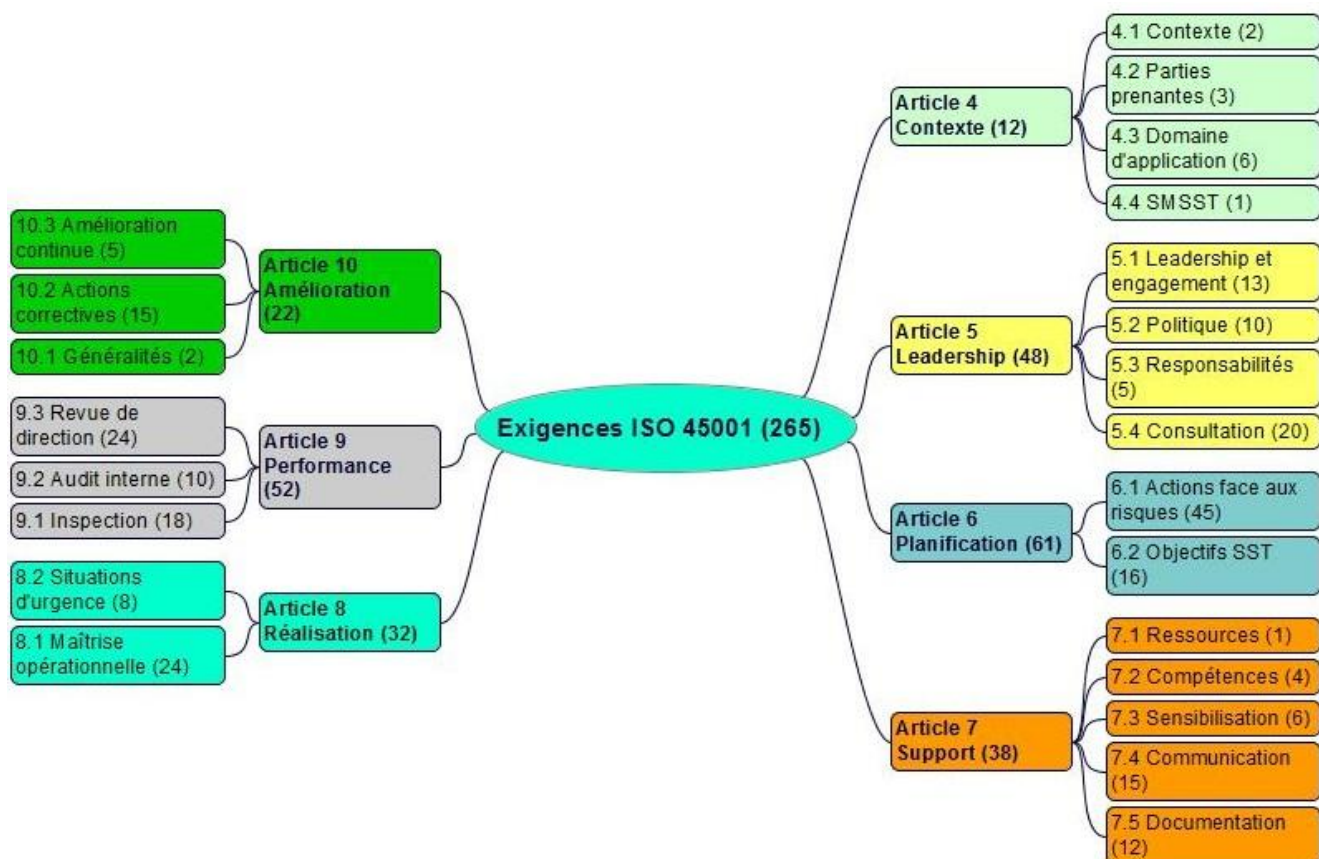 Exigences ISO 45001 (265)
Article 4
Contexte (12)
4.1 Contexte (2)
4.2 Parties
prenantes (3)
4.3 Domaine
d'application (6)
4.4 SMSST (1)
Article 5
Leadership (48)
5.1 Leadership et
engagement (13)
5.2 Politique (10)
5.3 Responsabilités
(5)
5.4 Consultation (20)
Article 6
Planification (61)
6.1 Actions face aux
risques (45)
6.2 Objectifs SST
(16)
Article 7
Support (38)
7.1 Ressources (1)
7.2 Compétences (4)
7.3 Sensibilisation (6)
7.4 Communication
(15)
7.5 Documentation
(12)
Article 8
Réalisation (32)
8.2 Situations
d'urgence (8)
8.1 Maîtrise
opérationnelle (24)
Article 9
Performance
(52)
9.3 Revue de
direction (24)
9.2 Audit interne (10)
9.1 Inspection (18)
Article 10
Amélioration
(22)
10.3 Amélioration
continue (5)
10.2 Actions
correctives (15)
10.1 Généralités (2)